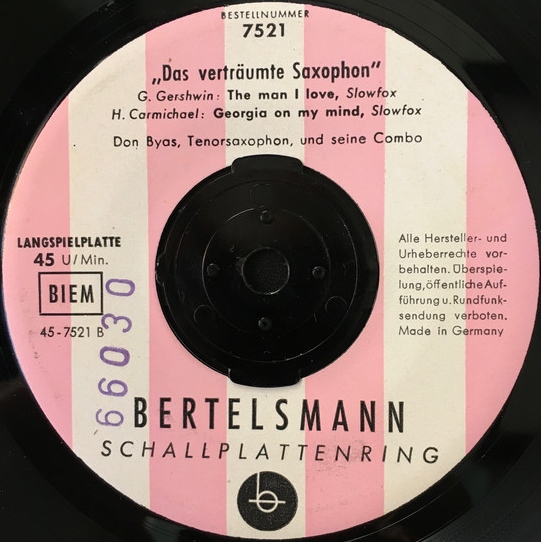 BESTELLNUMMER
7521
„Das verträumte Saxophon"
G. Gershwin: The man I love, Slowfox
H. Carmichael: Georgia on my mind, Slowfox
Don Byas, Tenorsaxophon, und seine Combo
LANGSPIELPLATTE
45 U/Min.
BIEM
45-7521 B
66030
Alle Hersteller- und
Urheberrechte vor-
behalten. Überspie-
lung, öffentliche Auf-
führung u. Rundfunk-
sendung verboten.
Made in Germany
BERTELSMANN
SCHALLPLATTENRING
b